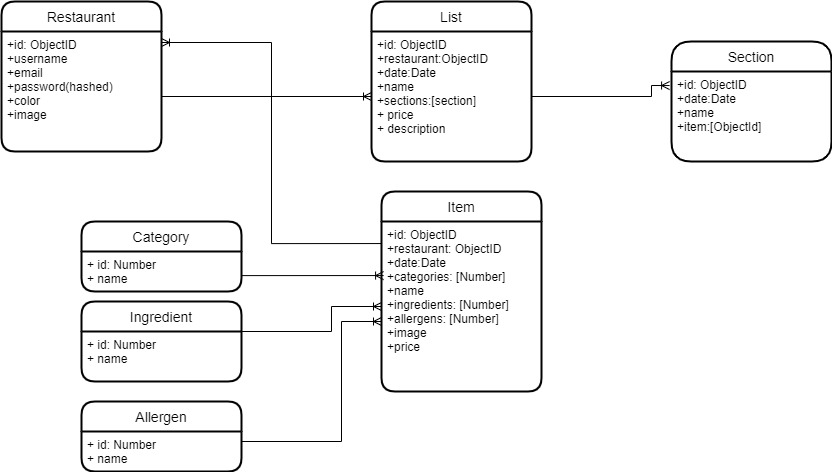 Restaurant
+id: ObjectID
+username
+email
+password(hashed)
+color
+image
List
+id: ObjectID
+restaurant:ObjectID
+date:Date
+name
+sections:[section]
+ price
+ description
Section
+id: ObjectID
+date:Date
+name
+item:[ObjectId]
Item
+id: ObjectID
+restaurant: ObjectID
+date:Date
+categories: [Number]
+name
+ingredients: [Number]
+allergens: [Number]
+image
+price
Category
+ id: Number
+ name
Ingredient
+ id: Number
+ name
Allergen
+ id: Number
+ name